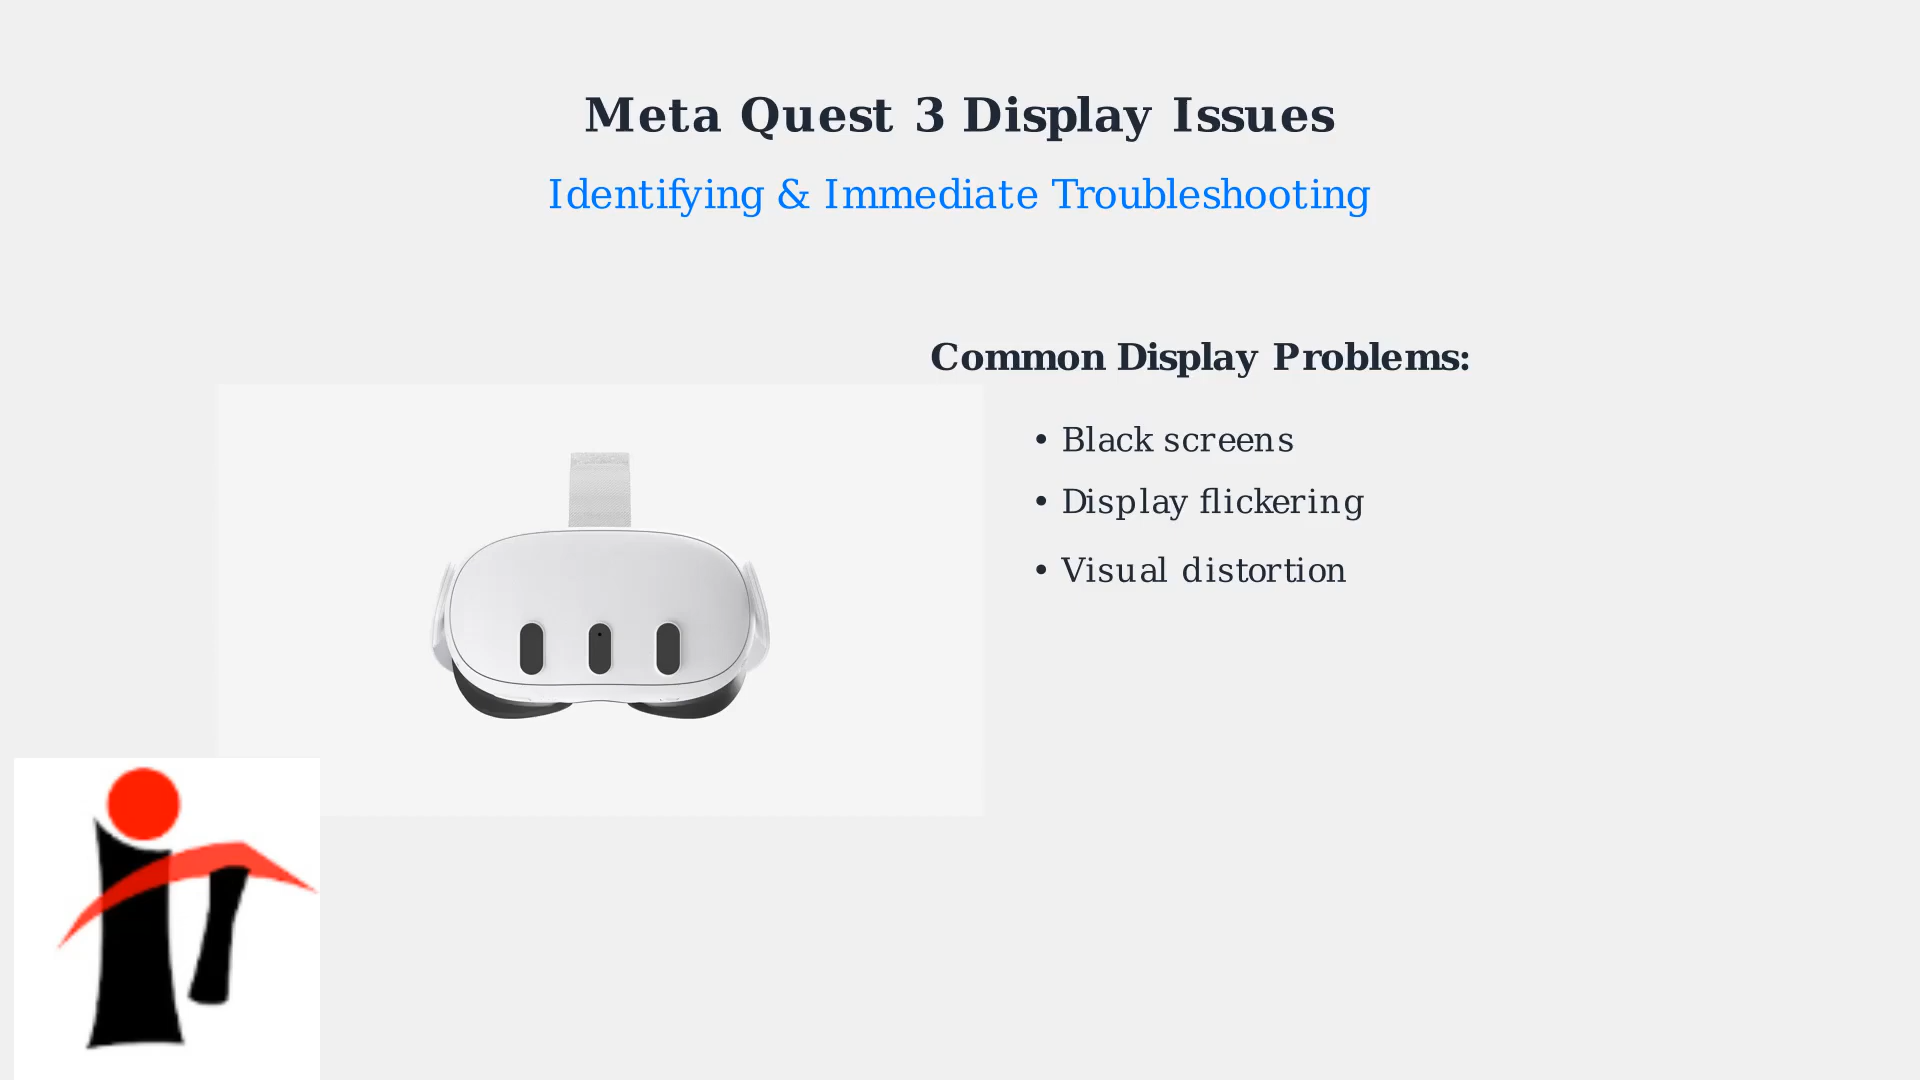 Meta Quest 3 Display Issues
Identifying & Immediate Troubleshooting
Common Display Problems:
• Black screens
• Display flickering
• Visual distortion